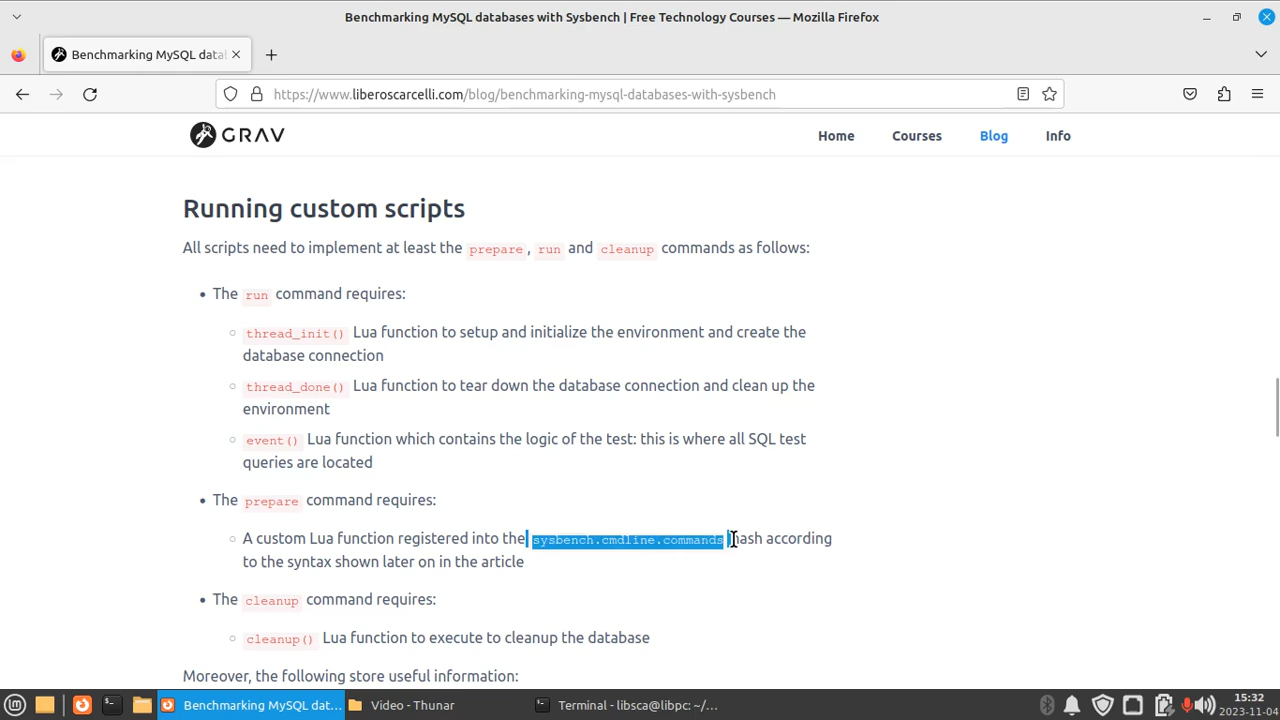 Benchmarking MySQL databases with Sysbench | Free Technology Courses — Mozilla Firefox
Benchmarking MySQL data
https://www.liberoscarcelli.com/blog/benchmarking-mysql-databases-with-sysbench
GRAV
Home Courses Blog Info
Running custom scripts
All scripts need to implement at least the prepare, run and cleanup commands as follows:
• The run command requires:
○ thread_init() Lua function to setup and initialize the environment and create the
database connection
○ thread_done() Lua function to tear down the database connection and clean up the
environment
○ event() Lua function which contains the logic of the test: this is where all SQL test
queries are located
• The prepare command requires:
○ A custom Lua function registered into the sysbench.cmdline.commands hash according
to the syntax shown later on in the article
• The cleanup command requires:
○ cleanup() Lua function to execute to cleanup the database
Moreover, the following store useful information:
Benchmarking MySQL dat... Video - Thunar Terminal - libsca@libpc: ~/...
15:32
2023-11-04